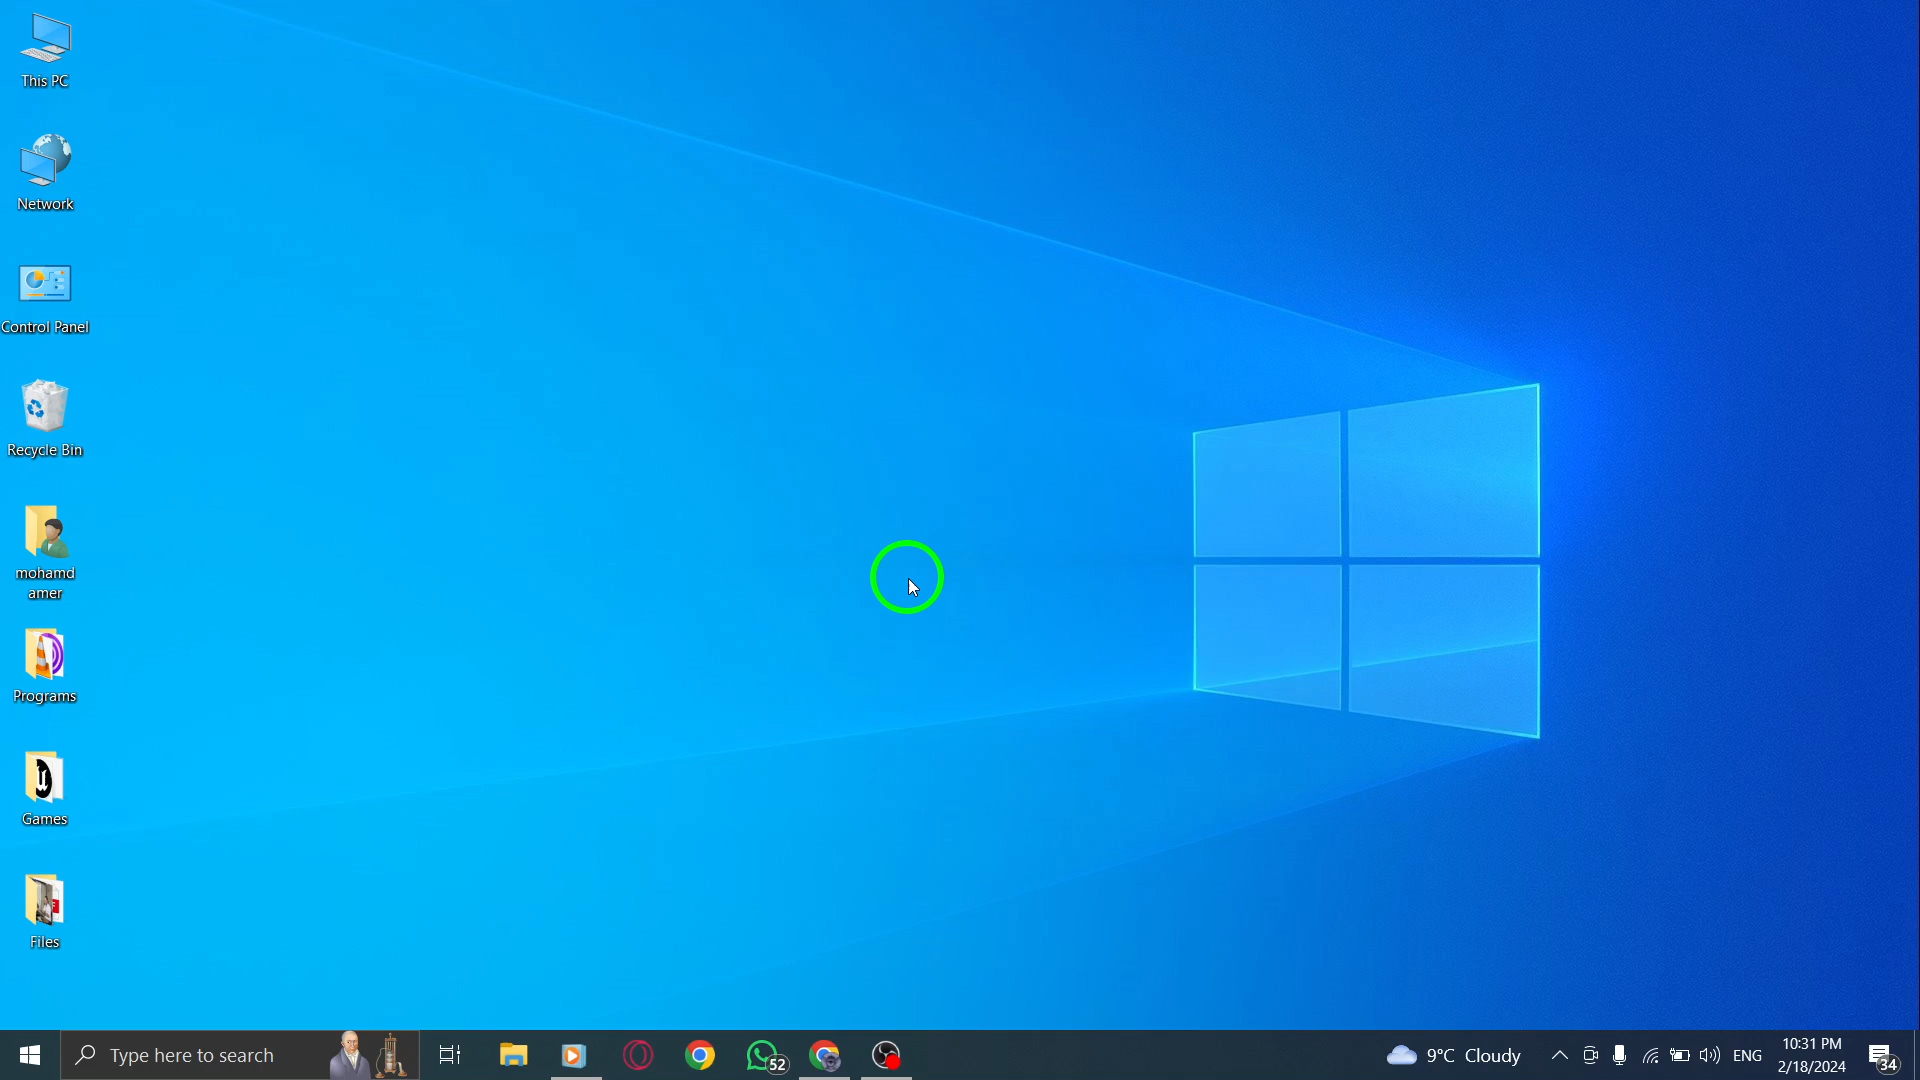 This PC
Network
Control Panel
Recycle Bin
mohamd
amer
Programs
Games
Files
Type here to search
52
9°C Cloudy
ENG
10:31 PM
2/18/2024
34